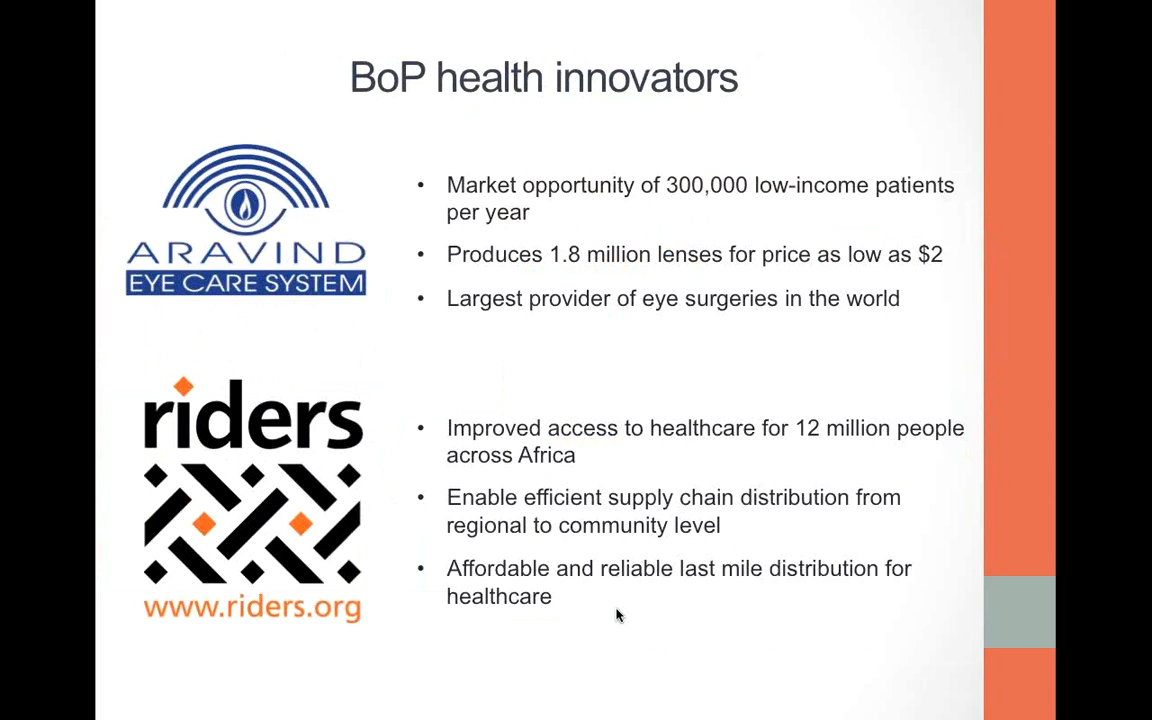 BoP health innovators
ARAVIND
EYE CARE SYSTEM
• Market opportunity of 300,000 low-income patients
per year
• Produces 1.8 million lenses for price as low as $2
• Largest provider of eye surgeries in the world
riders
www.riders.org
• Improved access to healthcare for 12 million people
across Africa
• Enable efficient supply chain distribution from
regional to community level
• Affordable and reliable last mile distribution for
healthcare